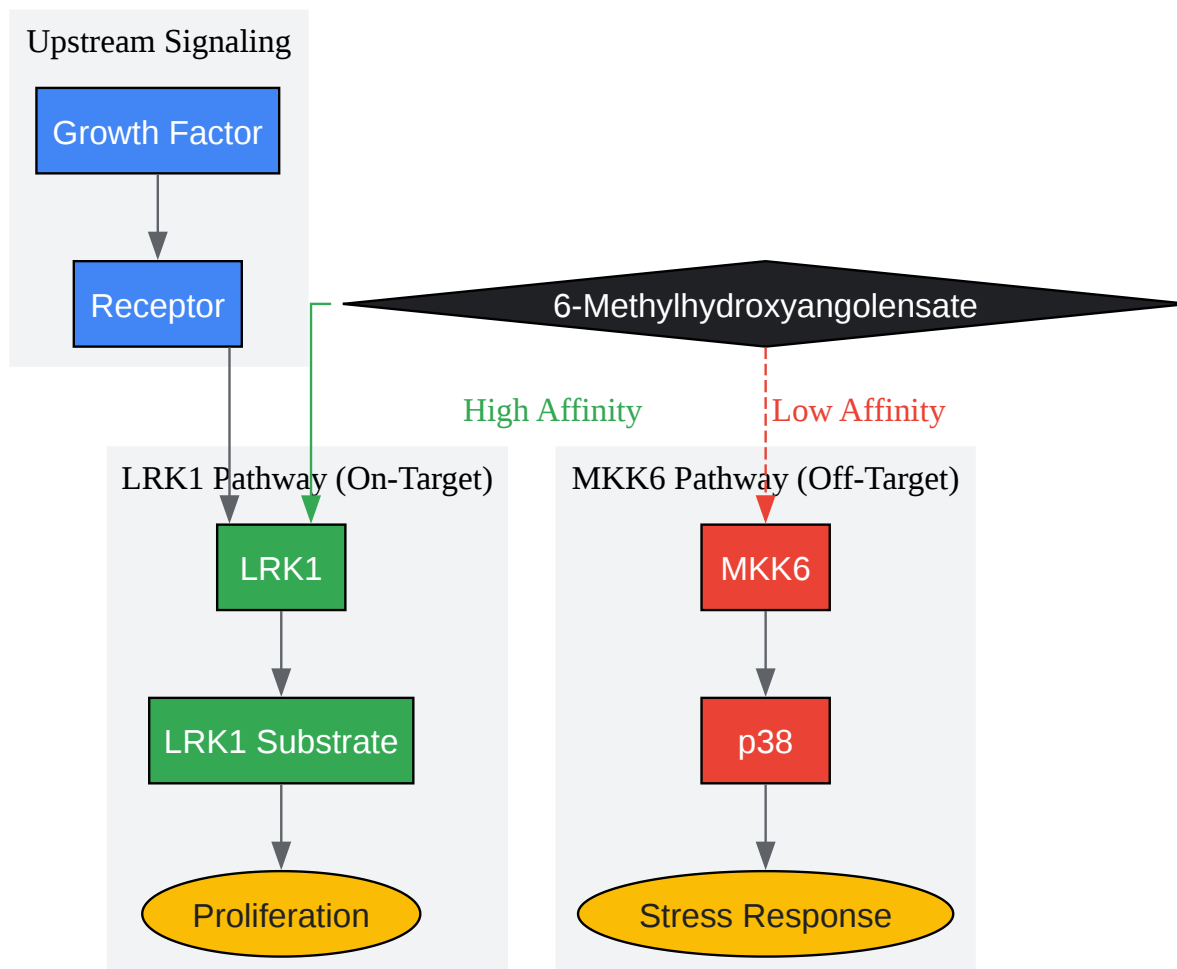 Upstream Signaling
Growth Factor
Receptor
6-Methylhydroxyangolensate
High Affinity
Low Affinity
LRK1 Pathway (On-Target)
MKK6 Pathway (Off-Target)
LRK1
MKK6
LRK1 Substrate
p38
Proliferation
Stress Response